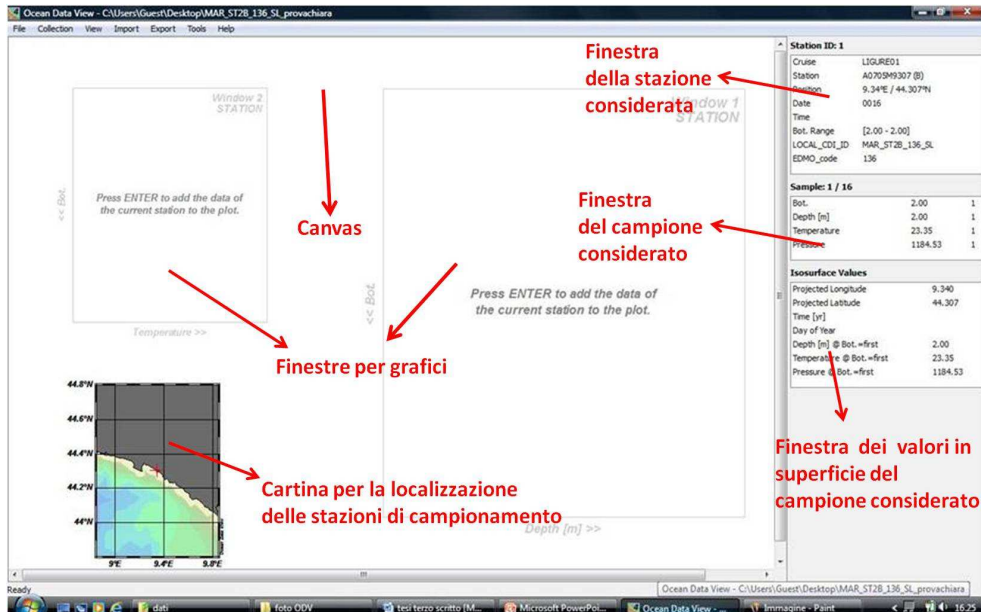 Ocean Data View - C:\Users\Guest\Desktop\MAR_ST2B_136_SL_provachiara
File Collection View Import Export Tools Help
Window 2
STATION
<< Bot.
Press ENTER to add the data of
the current station to the plot.
Temperature >>
Canvas
Window 1
STATION
<< Bot.
Press ENTER to add the data of
the current station to the plot.
Depth [m] >>
Finestre per grafici
Finestra
della stazione
considerata
Finestra
del campione
considerato
44.8°N
44.6°N
44.4°N
44.2°N
44°N
9°E 9.4°E 9.8°E
Cartina per la localizzazione
delle stazioni di campionamento
Station ID: 1
Cruise LIGURE01
Station A0705M9307 (B)
Position 9.34°E / 44.307°N
Date 0016
Time
Bot. Range [2.00 - 2.00]
LOCAL_CDI_ID MAR_ST2B_136_SL
EDMO_code 136
Sample: 1 / 16
Bot. 2.00 1
Depth [m] 2.00 1
Temperature 23.35 1
Pressure 1184.53 1
Isosurface Values
Projected Longitude 9.340
Projected Latitude 44.307
Time [yr]
Day of Year
Depth [m] @ Bot.=first 2.00
Temperature @ Bot.=first 23.35
Pressure @ Bot.=first 1184.53
Finestra dei valori in
superficie del
campione considerato
Ready
Ocean Data View - C:\Users\Guest\Desktop\MAR_ST2B_136_SL_provachiara
dati
foto ODV
tesi terzo scritto [M...
Microsoft PowerPoi...
Ocean Data View - ...
Immagine - Paint
16.25